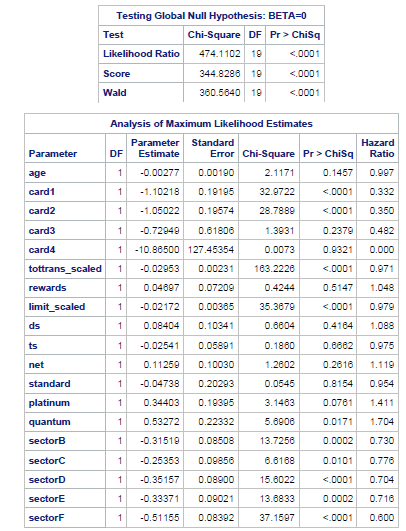 Testing Global Null Hypothesis: BETA=0
Test Chi-Square DF Pr > ChiSq
Likelihood Ratio 474.1102 19 <.0001
Score 344.8286 19 <.0001
Wald 360.5640 19 <.0001
Analysis of Maximum Likelihood Estimates
Parameter DF Parameter Estimate Standard Error Chi-Square Pr > ChiSq Hazard Ratio
age 1 -0.00277 0.00190 2.1171 0.1457 0.997
card1 1 -1.10218 0.19195 32.9722 <.0001 0.332
card2 1 -1.05022 0.19574 28.7889 <.0001 0.350
card3 1 -0.72949 0.61806 1.3931 0.2379 0.482
card4 1 -10.86500 127.45354 0.0073 0.9321 0.000
tottrans_scaled 1 -0.02953 0.00231 163.2226 <.0001 0.971
rewards 1 0.04697 0.07209 0.4244 0.5147 1.048
limit_scaled 1 -0.02172 0.00365 35.3679 <.0001 0.979
ds 1 0.08404 0.10341 0.6604 0.4164 1.088
ts 1 -0.02541 0.05891 0.1860 0.6662 0.975
net 1 0.11259 0.10030 1.2602 0.2616 1.119
standard 1 -0.04738 0.20293 0.0545 0.8154 0.954
platinum 1 0.34403 0.19395 3.1463 0.0761 1.411
quantum 1 0.53272 0.22332 5.6906 0.0171 1.704
sectorB 1 -0.31519 0.08508 13.7256 0.0002 0.730
sectorC 1 -0.25353 0.09856 6.6168 0.0101 0.776
sectorD 1 -0.35157 0.08900 15.6022 <.0001 0.704
sectorE 1 -0.33371 0.09021 13.6833 0.0002 0.716
sectorF 1 -0.51155 0.08392 37.1597 <.0001 0.600